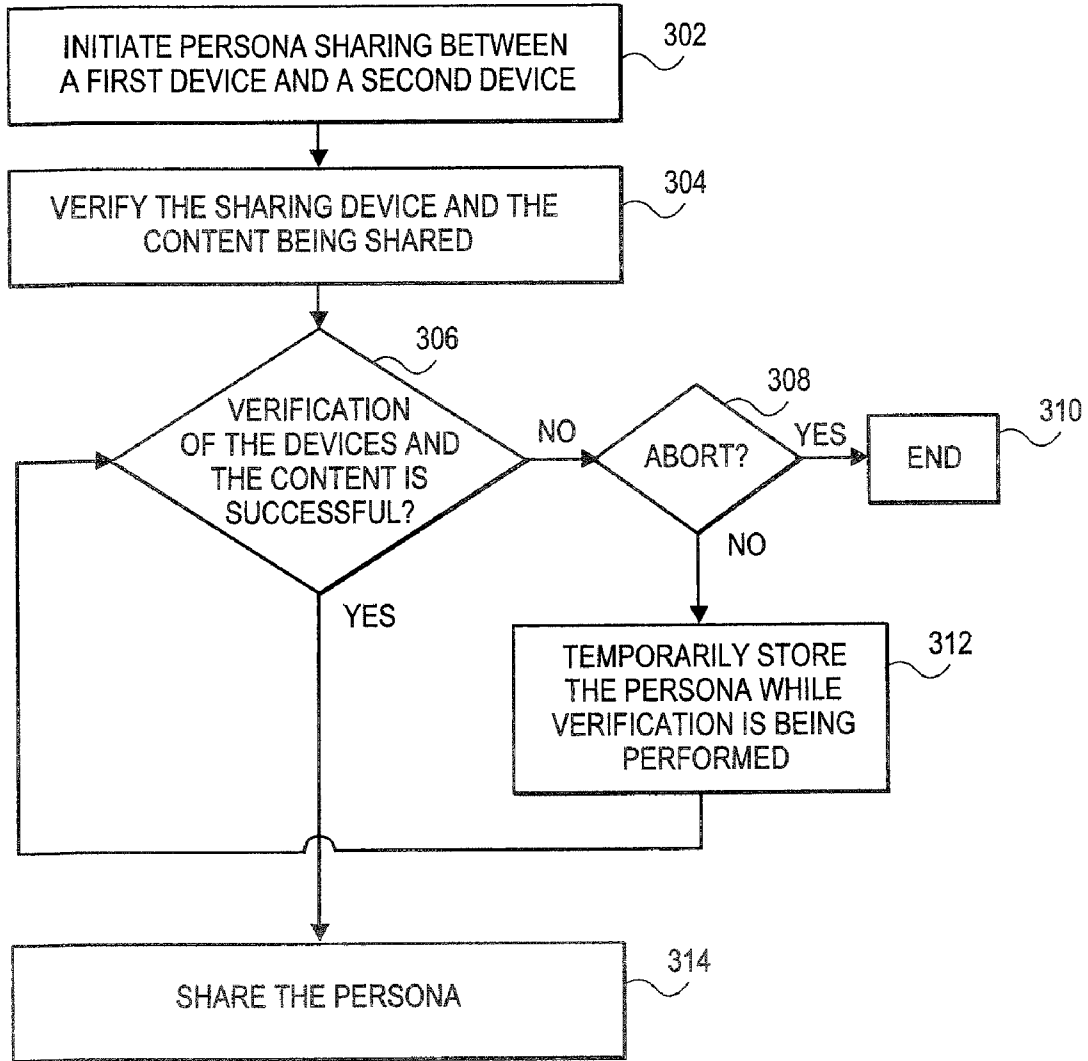 INITIATE PERSONA SHARING BETWEEN
A FIRST DEVICE AND A SECOND DEVICE
302
VERIFY THE SHARING DEVICE AND THE
CONTENT BEING SHARED
304
306
VERIFICATION
OF THE DEVICES AND
THE CONTENT IS
SUCCESSFUL?
NO
308
ABORT?
YES
310
END
NO
YES
312
TEMPORARILY STORE
THE PERSONA WHILE
VERIFICATION IS BEING
PERFORMED
SHARE THE PERSONA
314